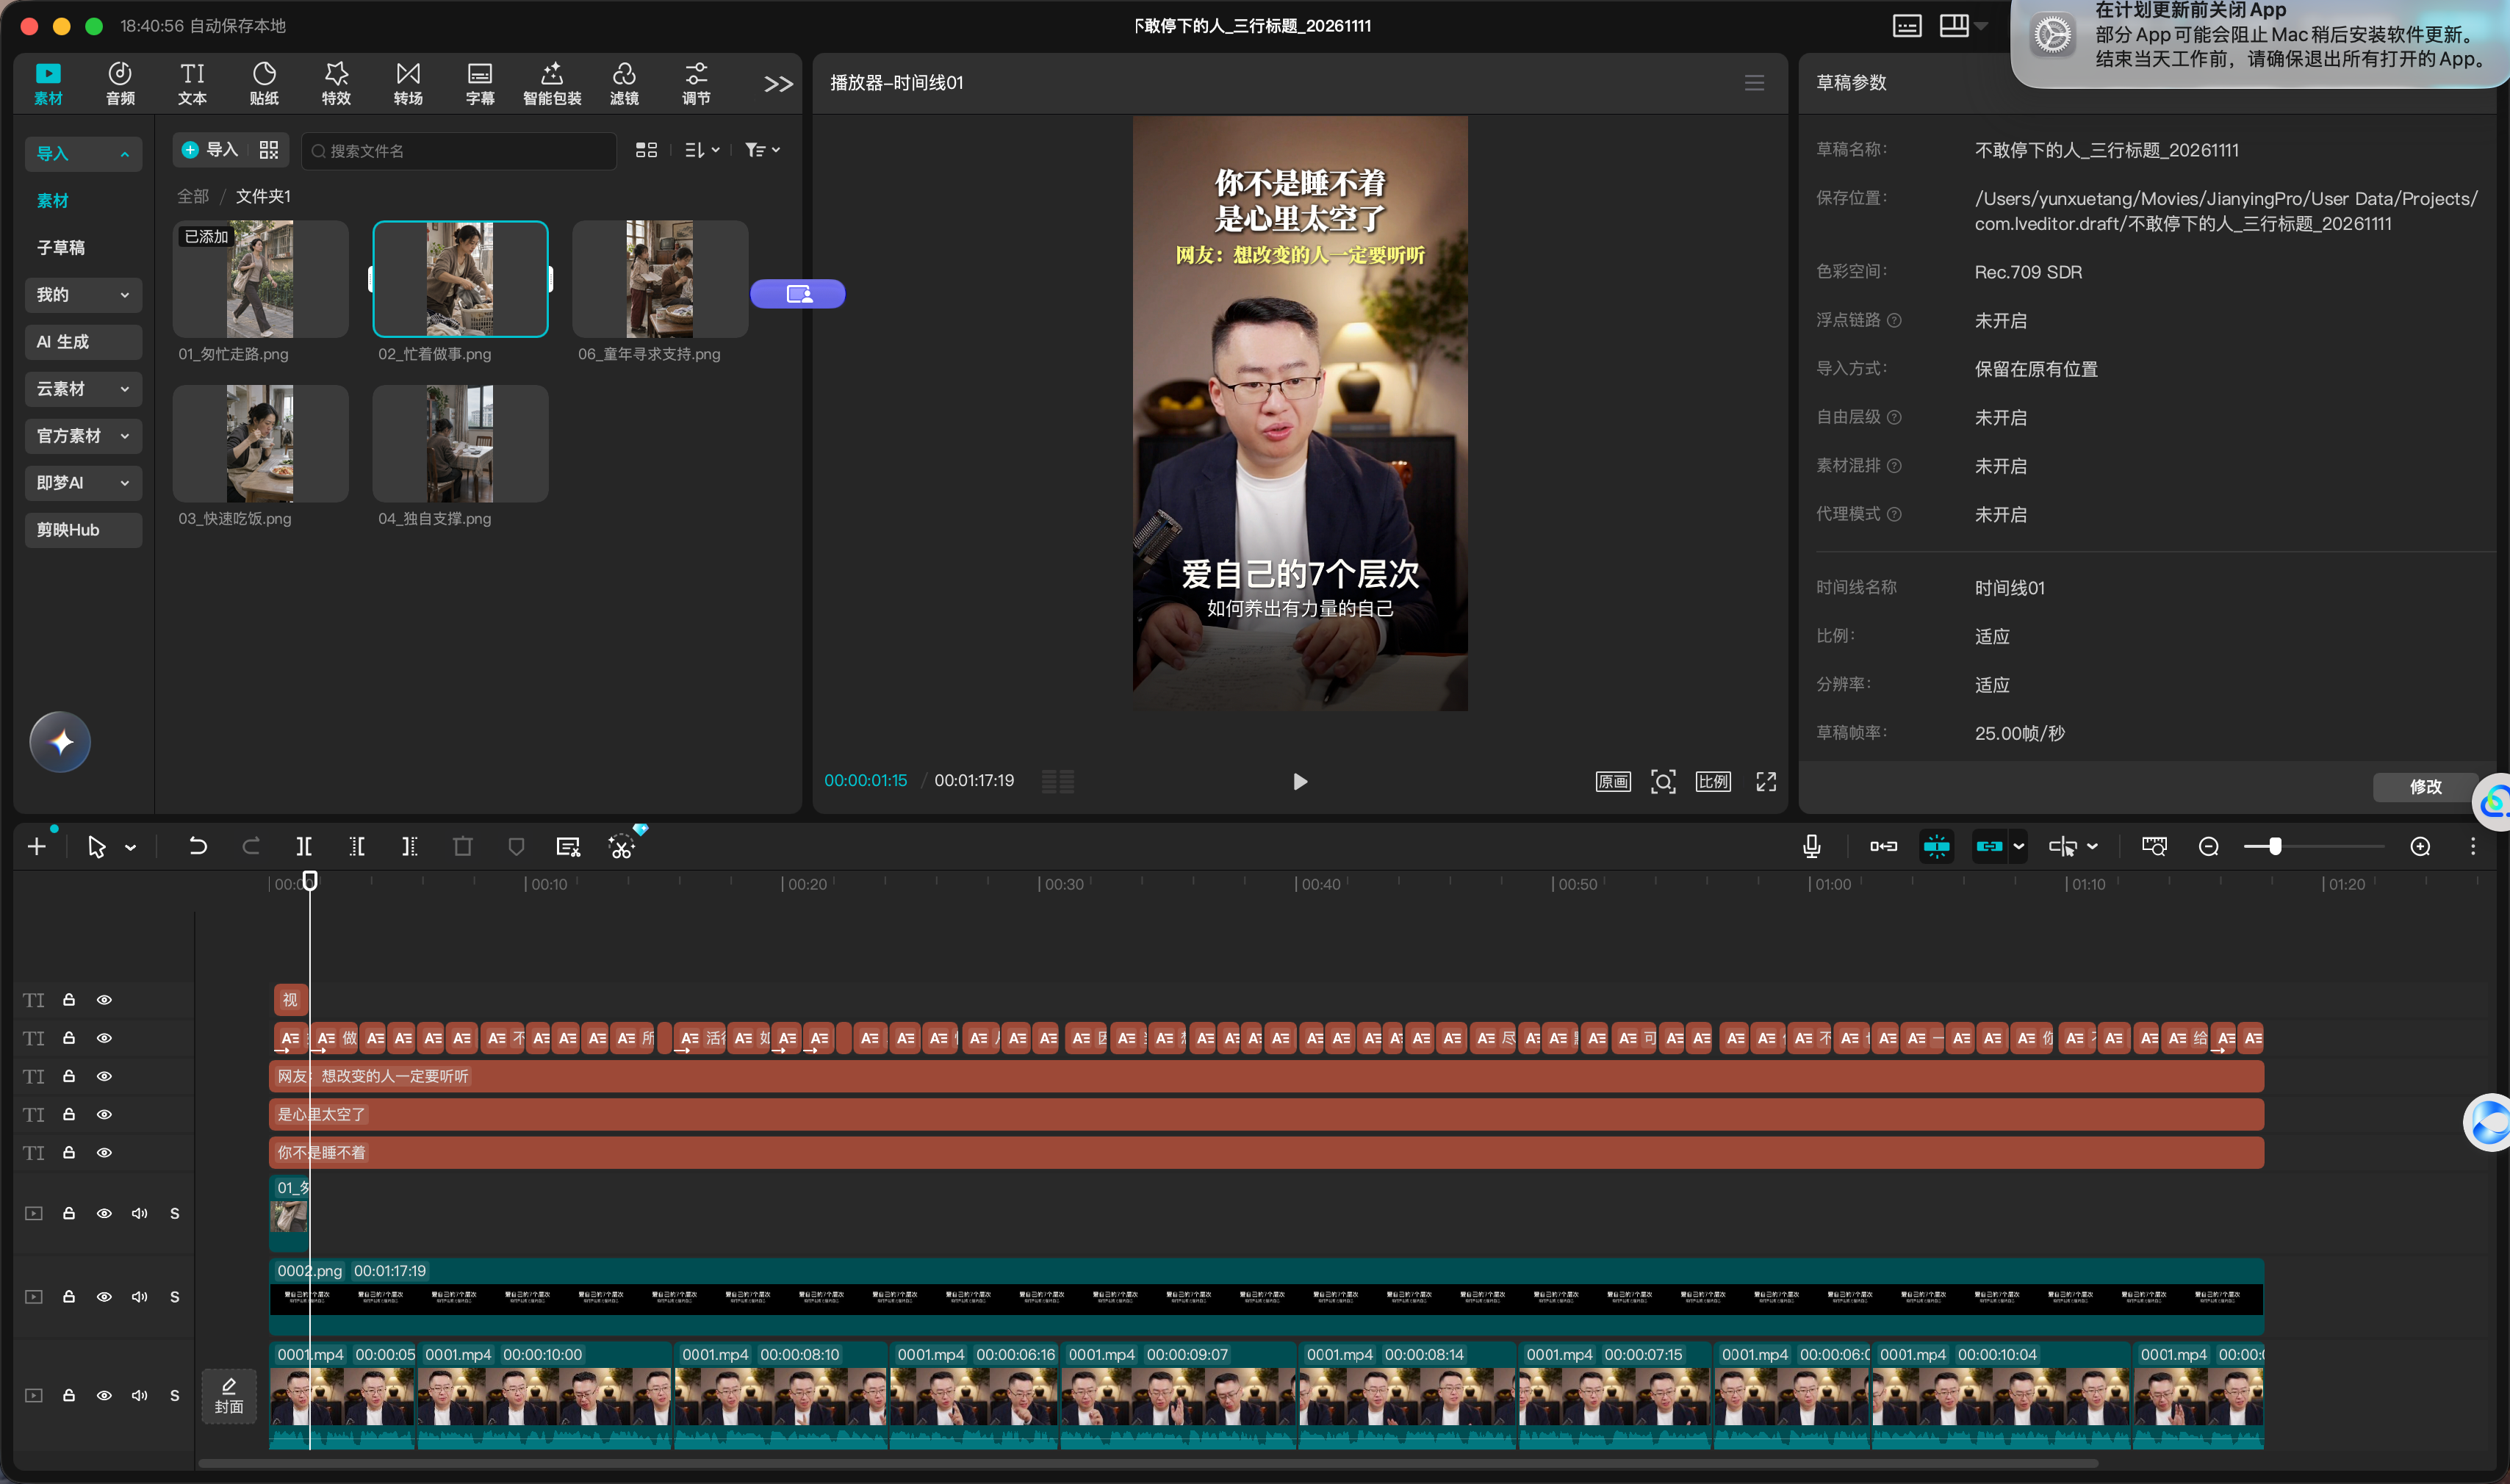 18:40:56 自动保存本地
不敢停下的人_三行标题_20261111
在计划更新前关闭 App
部分 App 可能会阻止 Mac 稍后安装软件更新。
结束当天工作前，请确保退出所有打开的 App。
素材
音频
文本
贴纸
特效
转场
字幕
智能包装
滤镜
调节
导入
素材
子草稿
我的
AI 生成
云素材
官方素材
即梦AI
剪映Hub
导入
搜索文件名
全部 / 文件夹1
已添加
01_匆忙走路.png
02_忙着做事.png
06_童年寻求支持.png
03_快速吃饭.png
04_独自支撑.png
播放器-时间线01
你不是睡不着
是心里太空了
网友：想改变的人一定要听听
爱自己的7个层次
如何养出有力量的自己
00:00:01:15 / 00:01:17:19
原画
比例
草稿参数
草稿名称： 不敢停下的人_三行标题_20261111
保存位置： /Users/yunxuetang/Movies/JianyingPro/User Data/Projects/
com.lveditor.draft/不敢停下的人_三行标题_20261111
色彩空间： Rec.709 SDR
浮点链路 未开启
导入方式： 保留在原有位置
自由层级 未开启
素材混排 未开启
代理模式 未开启
时间线名称 时间线01
比例： 适应
分辨率： 适应
草稿帧率： 25.00帧/秒
修改
00:10 00:20 00:30 00:40 00:50 01:00 01:10 01:20
视
网友：想改变的人一定要听听
是心里太空了
你不是睡不着
S
0002.png 00:01:17:19
S
封面
0001.mp4 00:00:05
0001.mp4 00:00:10:00
0001.mp4 00:00:08:10
0001.mp4 00:00:06:16
0001.mp4 00:00:09:07
0001.mp4 00:00:08:14
0001.mp4 00:00:07:15
0001.mp4 00:00:06:0
0001.mp4 00:00:10:04
0001.mp4 00:00:
S